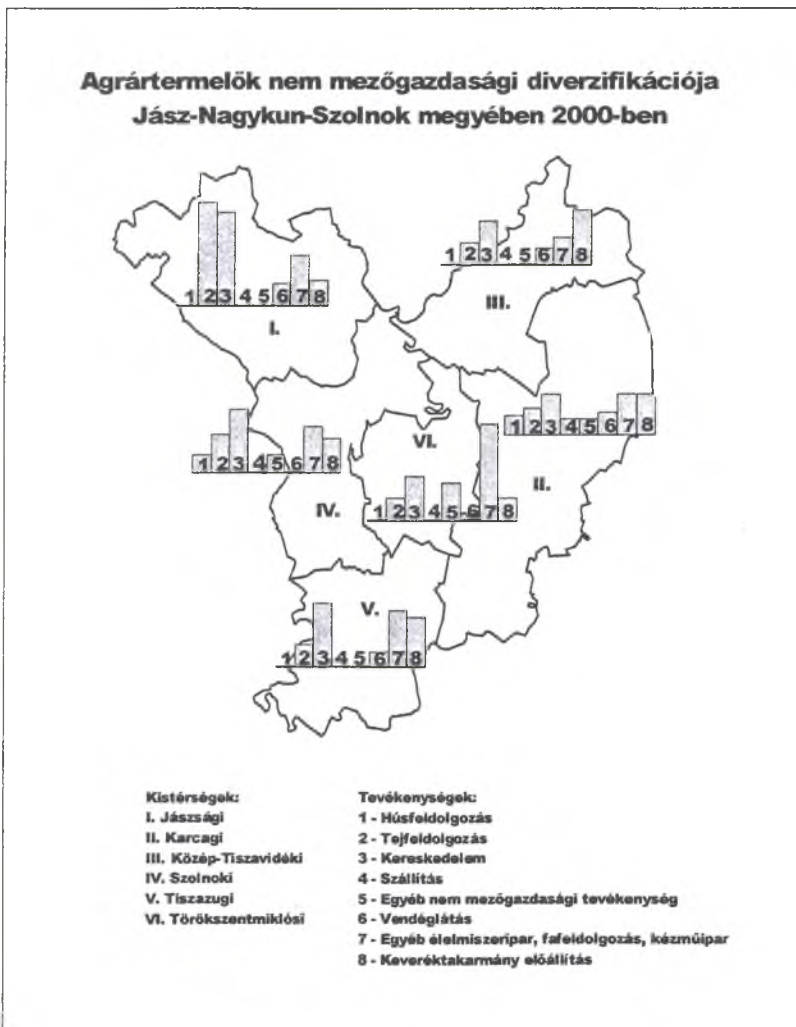 Agrártermelők nem mezőgazdasági diverzifikációja
Jász-Nagykun-Szolnok megyében 2000-ben
1 2 3 4 5 6 7 8
I.
1 2 3 4 5 6 7 8
III.
1 2 3 4 5 6 7 8
II.
1 2 3 4 5 6 7 8
IV.
VI.
1 2 3 4 5 6 7 8
V.
1 2 3 4 5 6 7 8
Kistérségek:
I. Jászsági
II. Karcagi
III. Közép-Tiszavidéki
IV. Szolnoki
V. Tiszazugi
VI. Törökszentmiklósi
Tevékenységek:
1 - Húsfeldolgozás
2 - Tejfeldolgozás
3 - Kereskedelem
4 - Szállítás
5 - Egyéb nem mezőgazdasági tevékenység
6 - Vendéglátás
7 - Egyéb élelmiszeripar, fafeldolgozás, kézműipar
8 - Keveréktakarmány előállítás